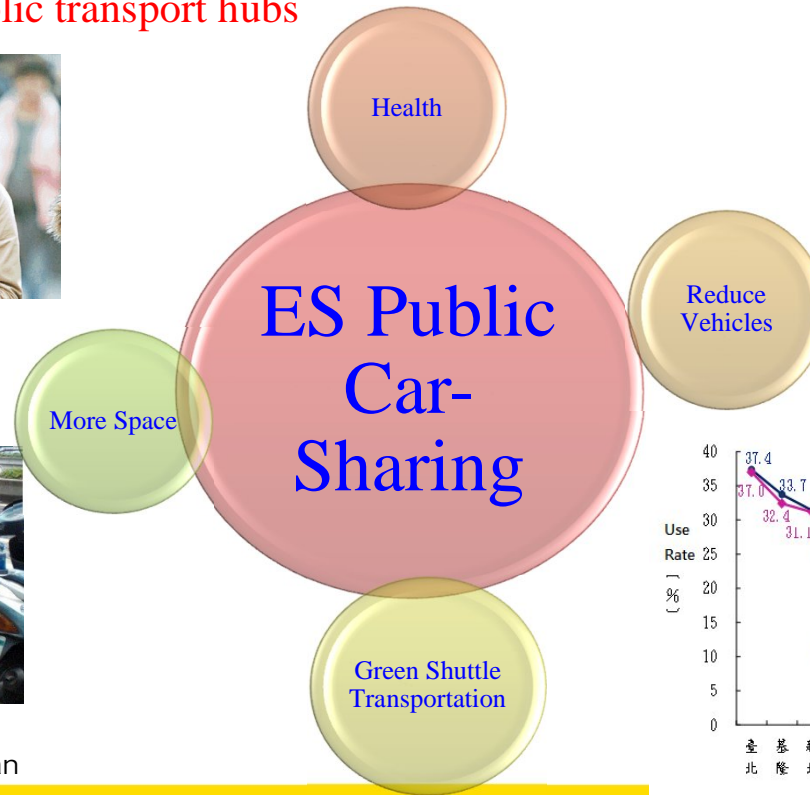 lic transport hubs
Health
Reduce
Vehicles
ES Public
Car-
Sharing
More Space
Green Shuttle
Transportation
Use
Rate
%
40
35
30
25
20
15
10
5
0
37.4
37.0
33.7
32.4
31.1
臺北
基隆
an